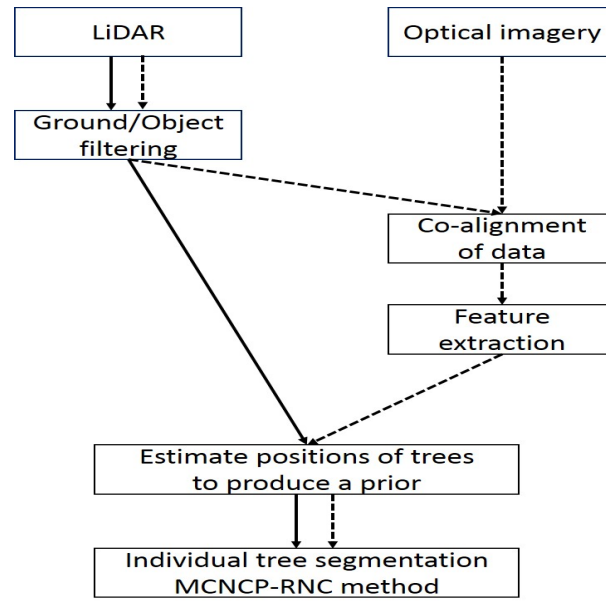 LiDAR
Optical imagery
Ground/Object
filtering
Co-alignment
of data
Feature
extraction
Estimate positions of trees
to produce a prior
Individual tree segmentation
MCNCP-RNC method